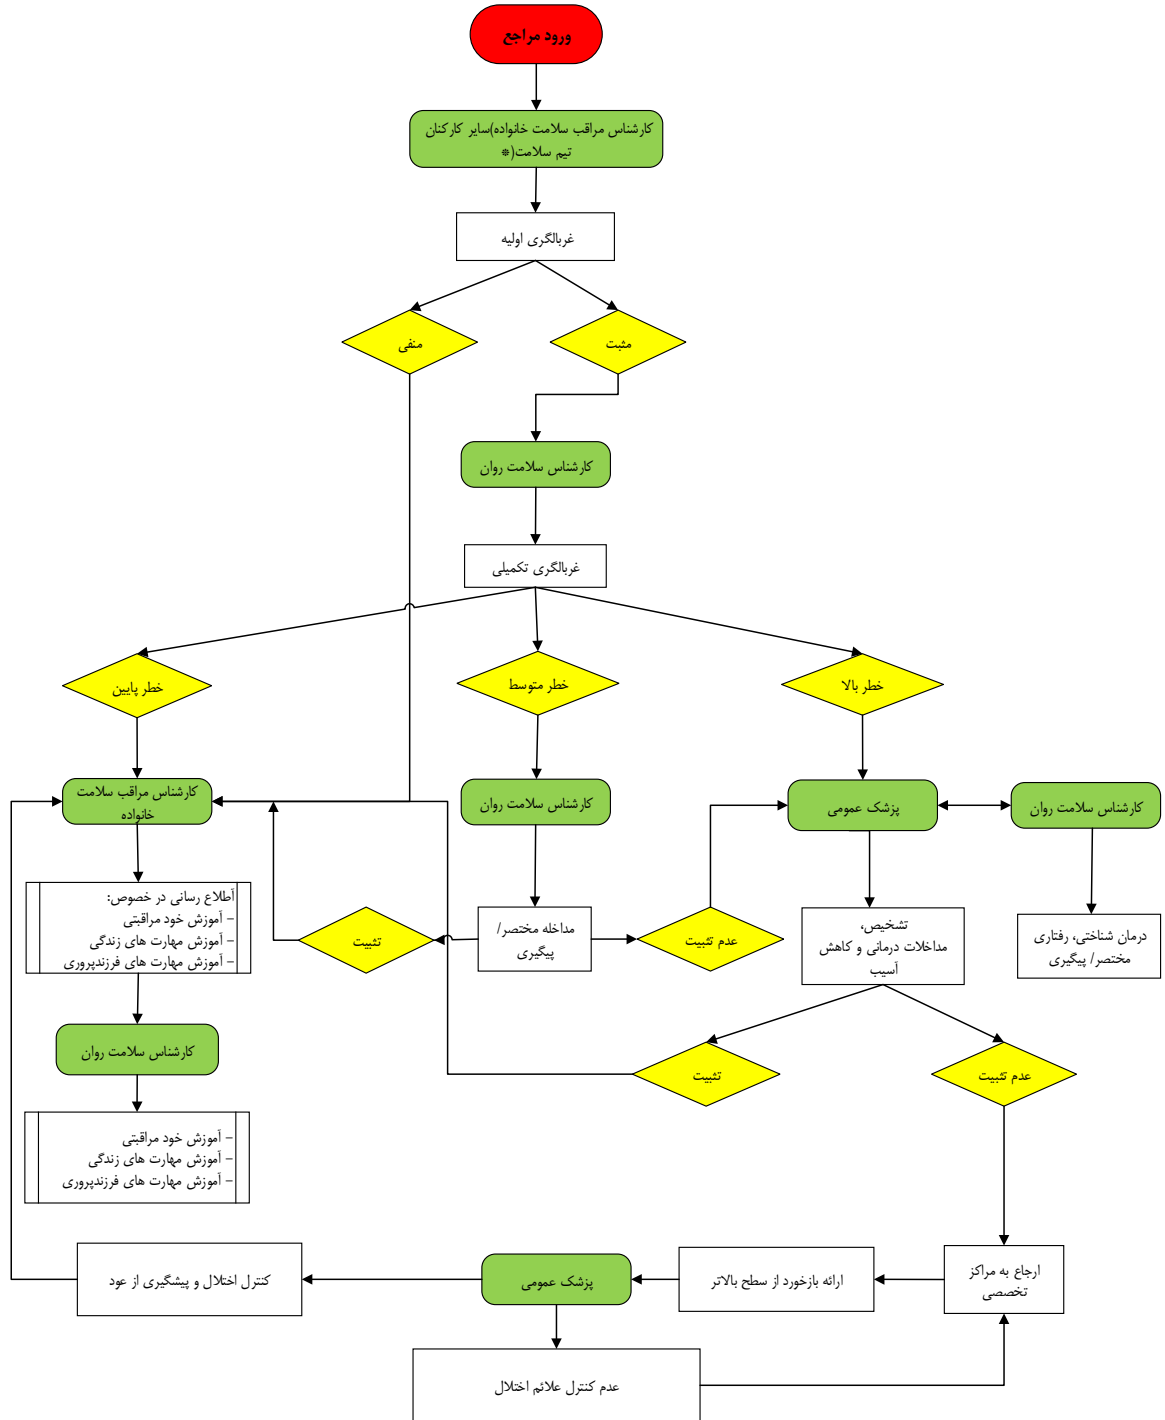 ورود مراجع
کارشناس مراقب سلامت خانواده)سایر کارکنان
تیم سلامت(*
غربالگری اولیه
مثبت
منفی
کارشناس سلامت روان
غربالگری تکمیلی
خطر بالا
خطر متوسط
خطر پایین
کارشناس سلامت روان
پزشک عمومی
کارشناس سلامت روان
کارشناس مراقب سلامت
خانواده
درمان شناختی، رفتاری
مختصر/ پیگیری
تشخیص،
مداخلات درمانی و کاهش
آسیب
عدم تثبیت
مداخله مختصر/
پیگیری
تثبیت
آطلاع رسانی در خصوص:
- آموزش خود مراقبتی
- آموزش مهارت های زندگی
- آموزش مهارت های فرزندپروری
عدم تثبیت
تثبیت
کارشناس سلامت روان
- آموزش خود مراقبتی
- آموزش مهارت های زندگی
- آموزش مهارت های فرزندپروری
ارجاع به مراکز
تخصصی
ارائه بازخورد از سطح بالاتر
پزشک عمومی
کنترل اختلال و پیشگیری از عود
عدم کنترل علائم اختلال